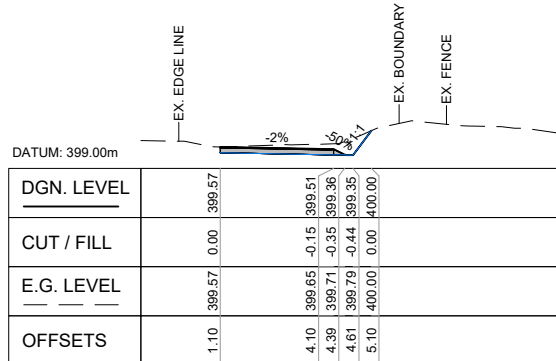 EX. EDGE LINE
EX. BOUNDARY
EX. FENCE
-2%
-50%
1:1
DATUM: 399.00m
DGN. LEVEL
399.57
399.51
399.36
399.35
400.00
CUT / FILL
0.00
-0.15
-0.35
-0.44
0.00
E.G. LEVEL
399.57
399.65
399.71
399.79
400.00
OFFSETS
1.10
4.10
4.39
4.61
5.10